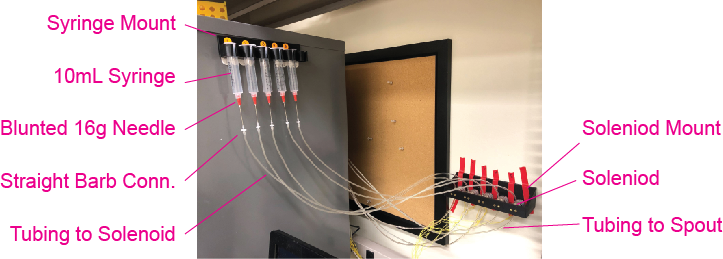 Syringe Mount
10mL Syringe
Blunted 16g Needle
Straight Barb Conn.
Tubing to Solenoid
Soleniod Mount
Soleniod
Tubing to Spout